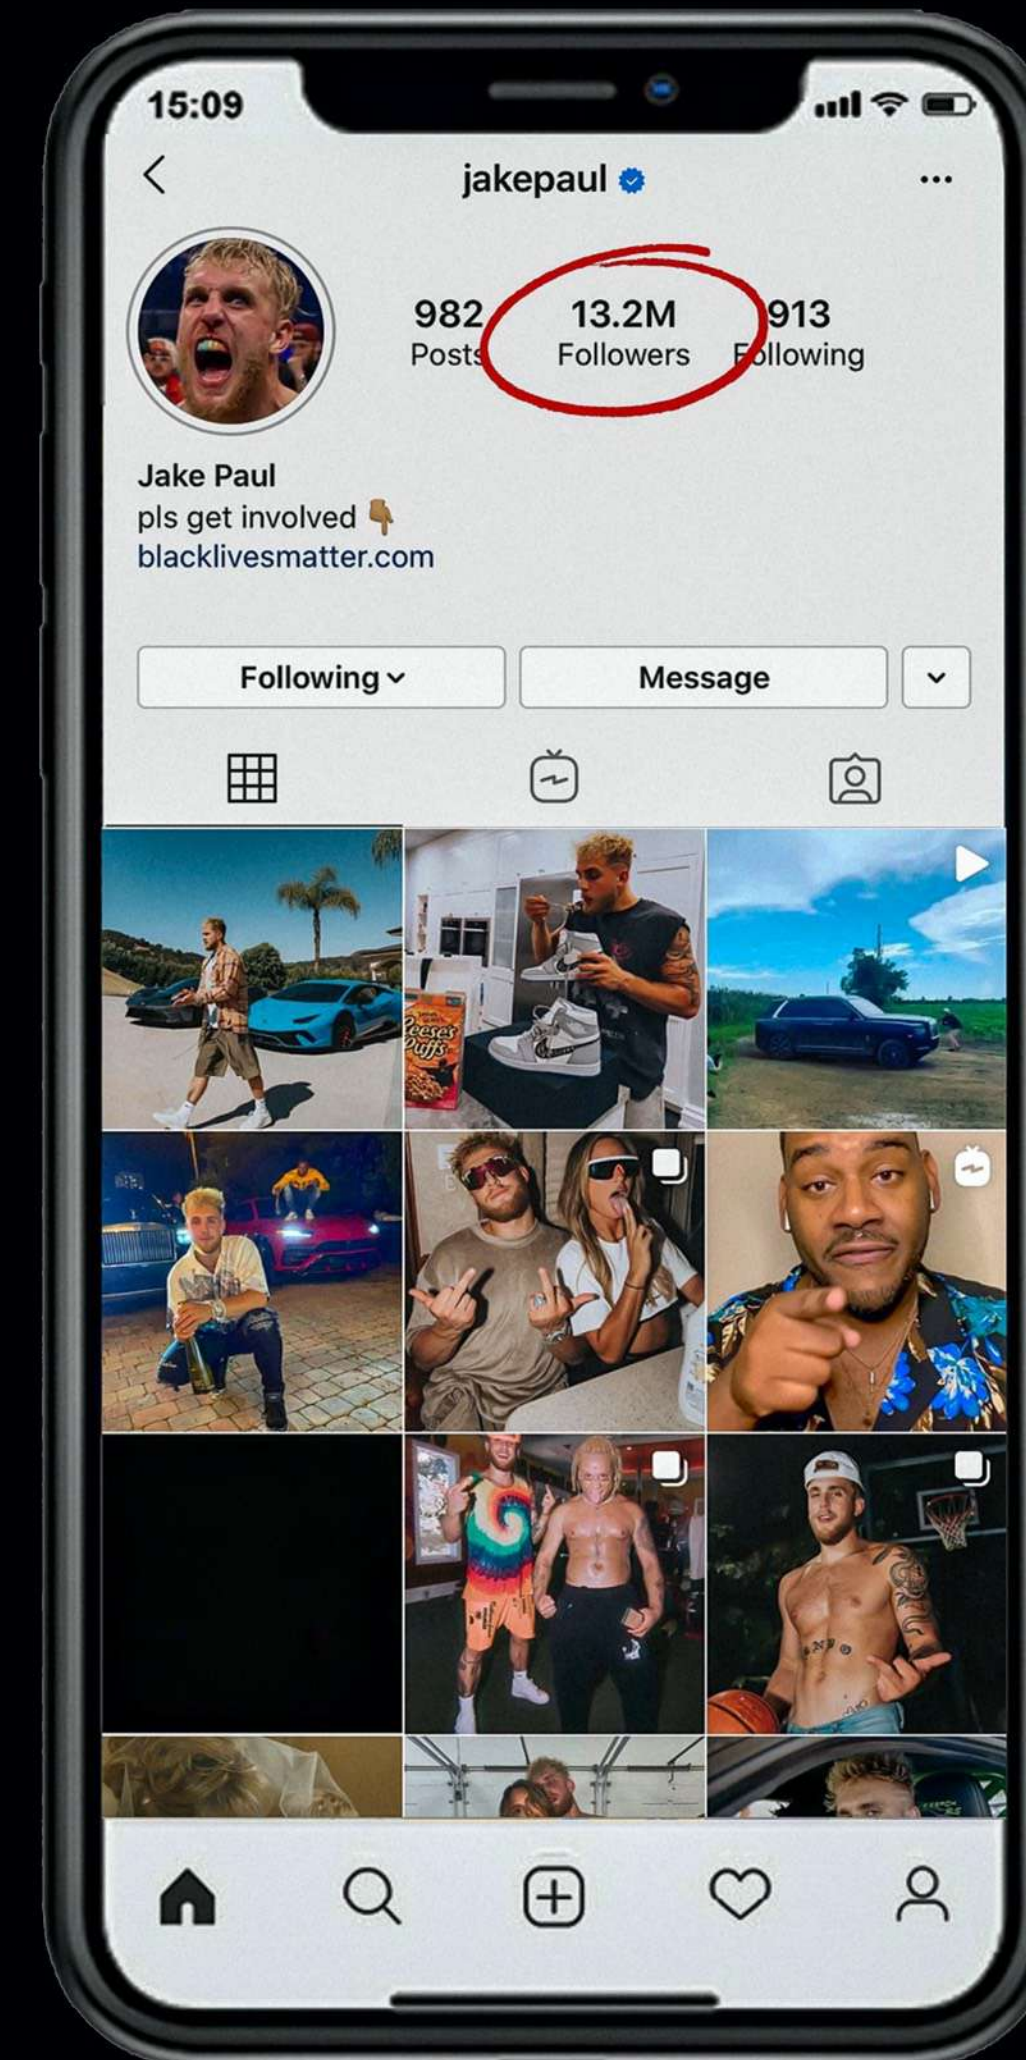 15:09
jakepaul
982 13.2M 913
Posts Followers Following
Jake Paul
pls get involved 👇🏾
blacklivesmatter.com
Following Message
Reese's
Puffs